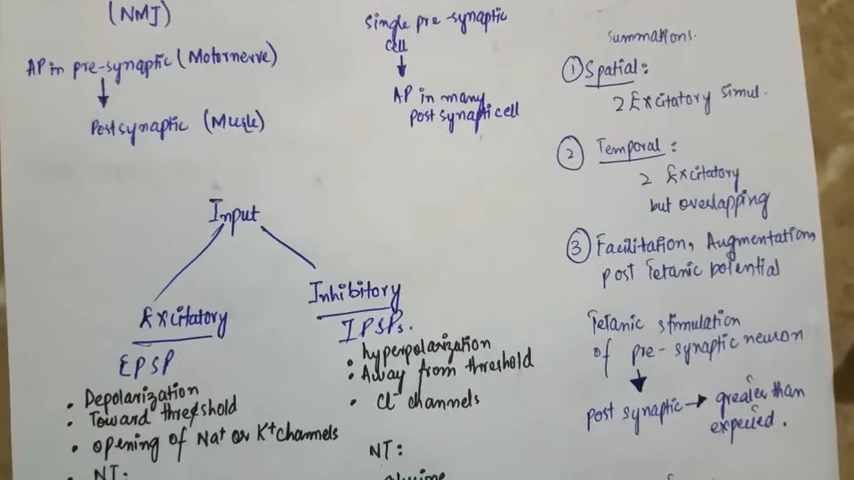 (NMJ)
AP in pre-synaptic (Motornerve)
Postsynaptic (Muscle)
Single pre-synaptic
cell
AP in many
post synaptic cell
Summations.
① Spatial:
2 Excitatory simul.
② Temporal:
2 Excitatory
but overlapping
③ Facilitation, Augmentation,
post Tetanic potential
Tetanic stimulation
of pre-synaptic neuron
post synaptic → greater than
expected.
Input
Excitatory
EPSP
• Depolarization
• Toward threshold
• opening of Na+ or K+ channels
• NT:
Inhibitory
IPSPs.
• hyperpolarization
• Away from threshold
• Cl- channels
NT: